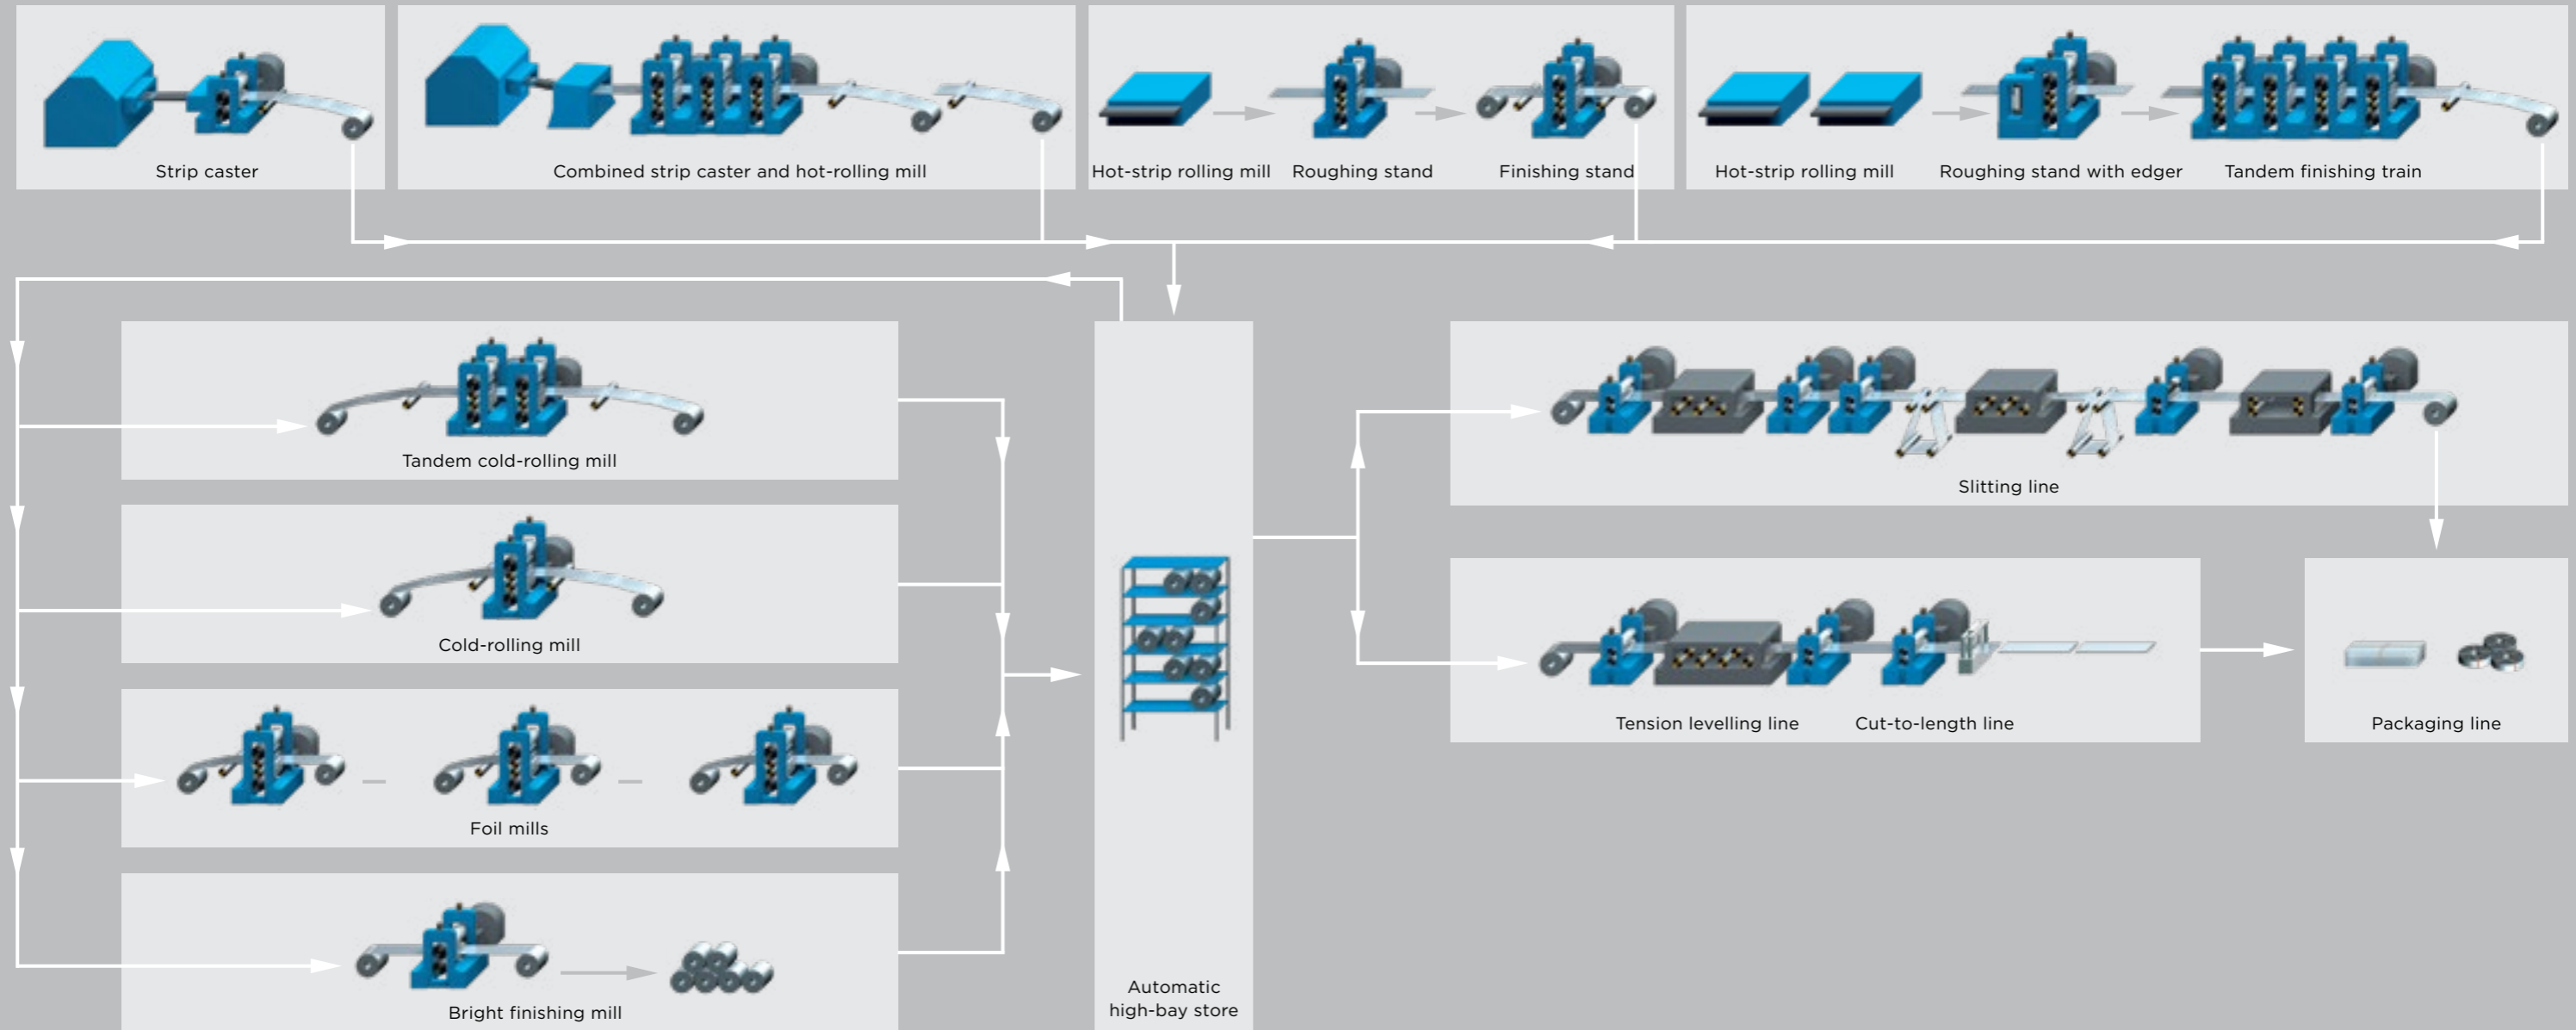 Strip caster
Combined strip caster and hot-rolling mill
Hot-strip rolling mill
Roughing stand
Finishing stand
Hot-strip rolling mill
Roughing stand with edger
Tandem finishing train
Tandem cold-rolling mill
Slitting line
Cold-rolling mill
Tension levelling line
Cut-to-length line
Packaging line
Foil mills
Bright finishing mill
Automatic
high-bay store